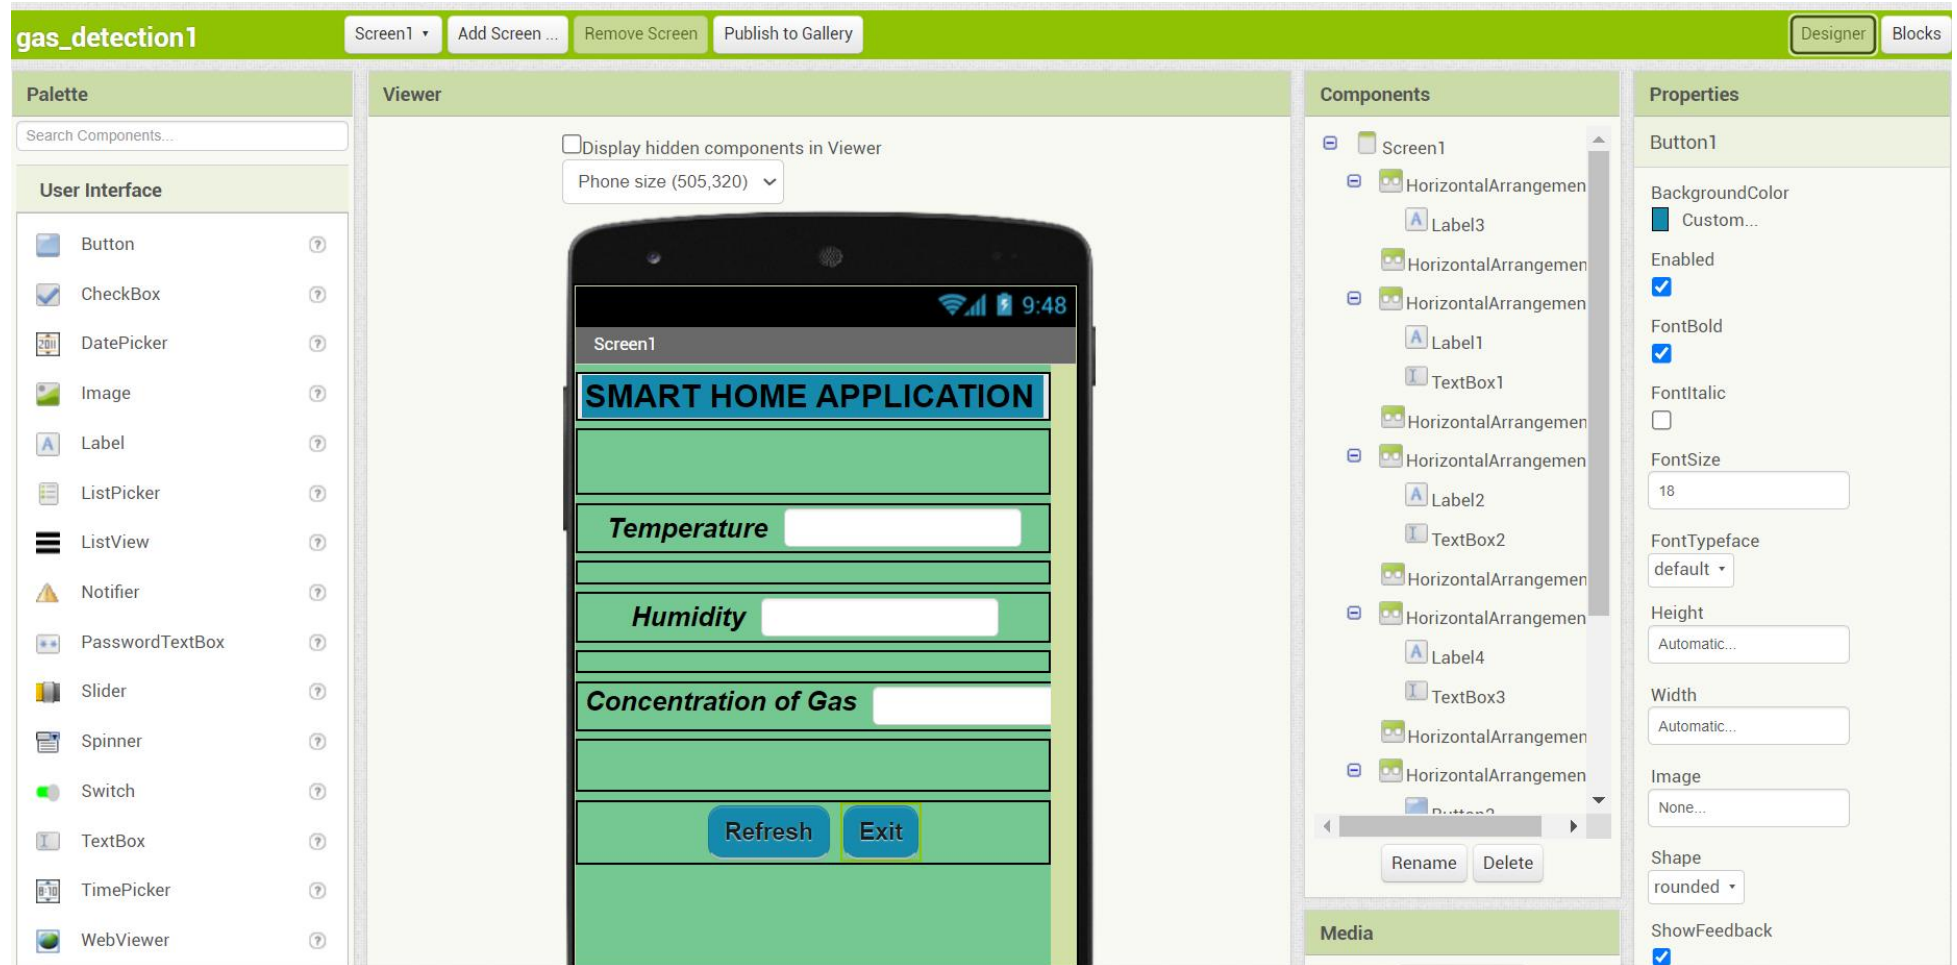 gas_detection1
Screen1
Add Screen ...
Remove Screen
Publish to Gallery
Designer
Blocks
Palette
Search Components...
User Interface
Button
CheckBox
DatePicker
Image
Label
ListPicker
ListView
Notifier
PasswordTextBox
Slider
Spinner
Switch
TextBox
TimePicker
WebViewer
Viewer
Display hidden components in Viewer
Phone size (505,320)
9:48
Screen1
SMART HOME APPLICATION
Temperature
Humidity
Concentration of Gas
Refresh
Exit
Components
Screen1
HorizontalArrangemen
Label3
HorizontalArrangemen
HorizontalArrangemen
Label1
TextBox1
HorizontalArrangemen
HorizontalArrangemen
Label2
TextBox2
HorizontalArrangemen
HorizontalArrangemen
Label4
TextBox3
HorizontalArrangemen
HorizontalArrangemen
Button2
Rename
Delete
Media
Properties
Button1
BackgroundColor
Custom...
Enabled
FontBold
FontItalic
FontSize
18
FontTypeface
default
Height
Automatic...
Width
Automatic...
Image
None...
Shape
rounded
ShowFeedback